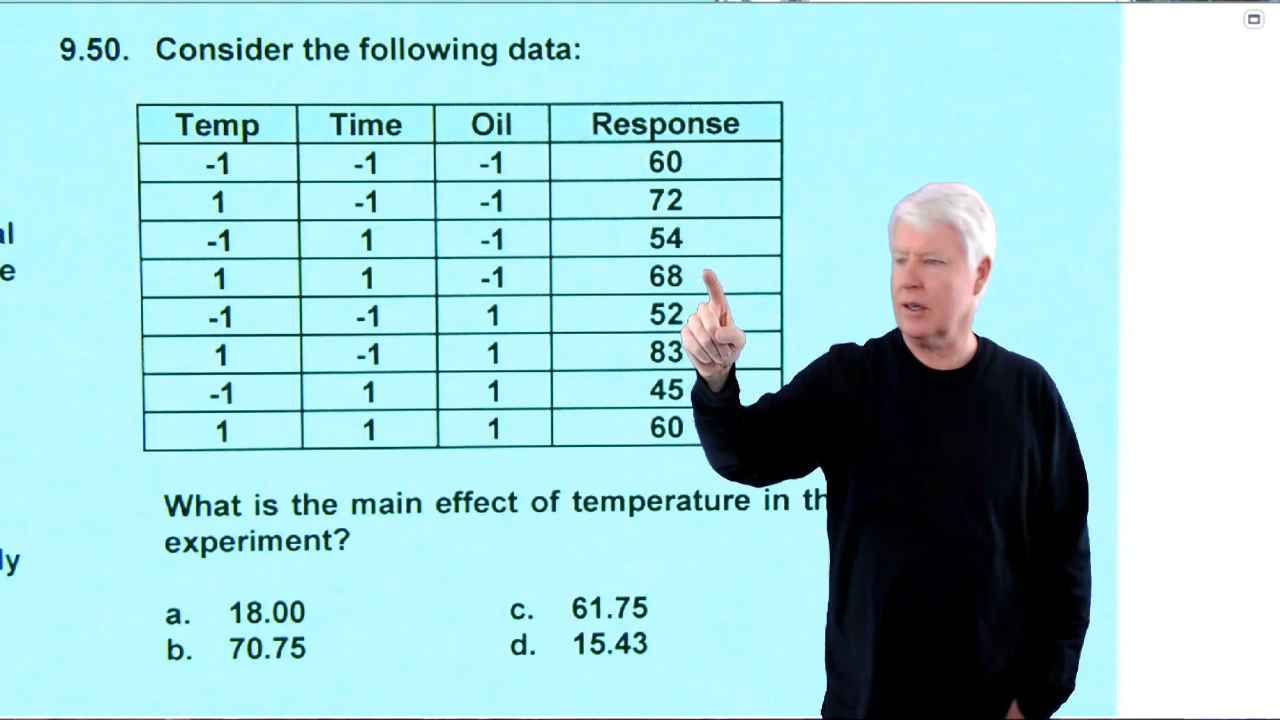 9.50. Consider the following data:
Temp Time Oil Response
-1 -1 -1 60
1 -1 -1 72
-1 1 -1 54
1 1 -1 68
-1 -1 1 52
1 -1 1 83
-1 1 1 45
1 1 1 60
What is the main effect of temperature in
experiment?
a. 18.00 c. 61.75
b. 70.75 d. 15.43